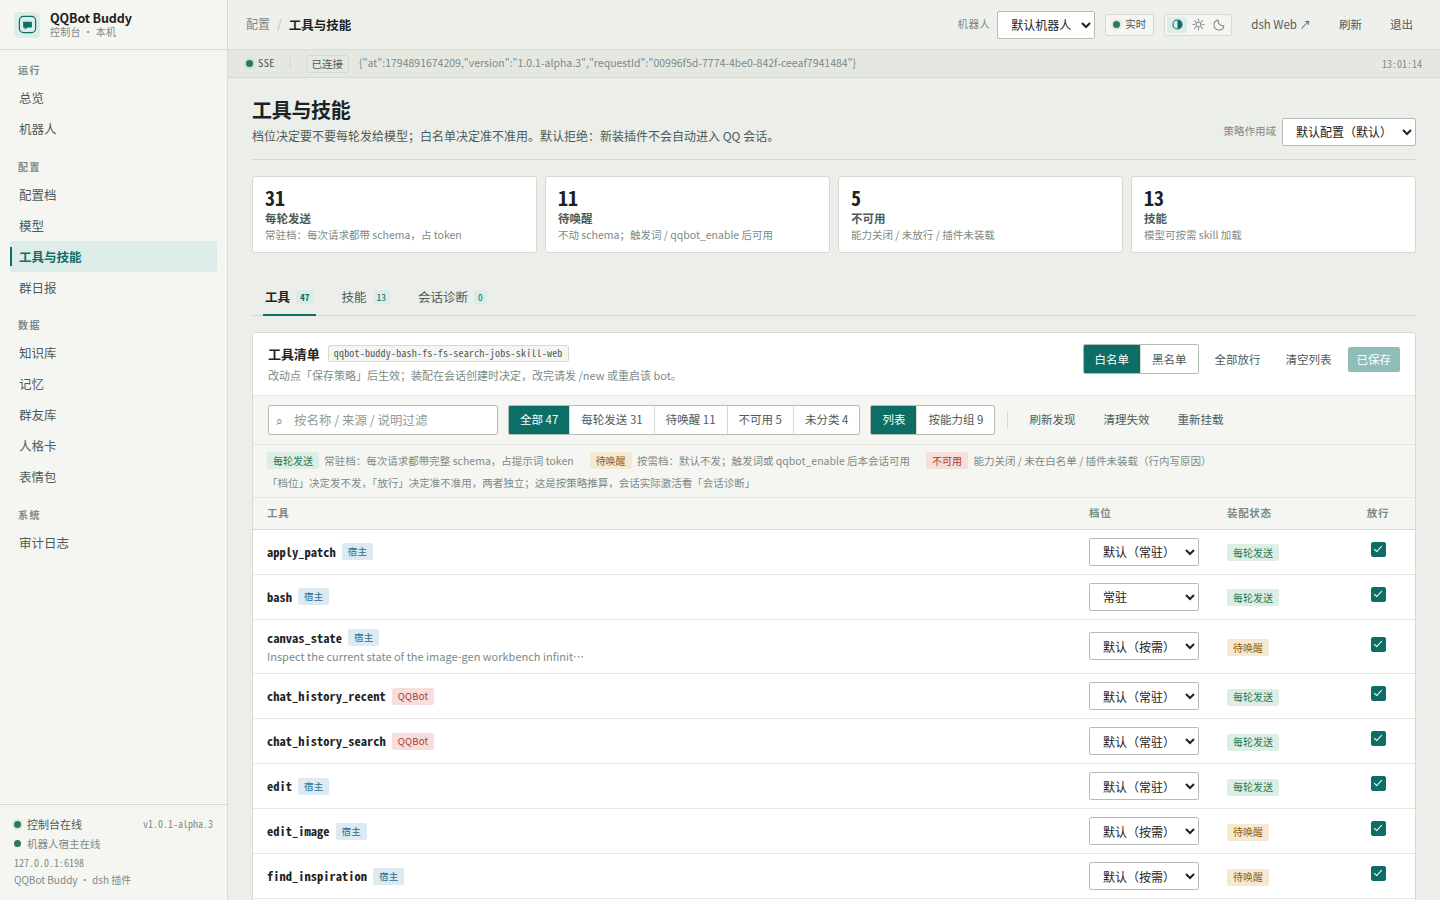 QQBot Buddy
控制台 · 本机
运行
总览
机器人
配置
配置档
模型
工具与技能
群日报
数据
知识库
记忆
群友库
人格卡
表情包
系统
审计日志
控制台在线 v1.0.1-alpha.3
机器人宿主在线
127.0.0.1:6198
QQBot Buddy · dsh 插件
配置 / 工具与技能 机器人 默认机器人 实时 dsh Web ↗ 刷新 退出
SSE 已连接 {"at":1794891674209,"version":"1.0.1-alpha.3","requestId":"00996f5d-7774-4be0-842f-ceeaf7941484"} 13:01:14
工具与技能
档位决定要不要每轮发给模型；白名单决定准不准用。默认拒绝：新装插件不会自动进入 QQ 会话。
策略作用域 默认配置（默认）
31
每轮发送
常驻档：每次请求都带 schema，占 token
11
待唤醒
不动 schema；触发词 / qqbot_enable 后可用
5
不可用
能力关闭 / 未放行 / 插件未装载
13
技能
模型可按需 skill 加载
工具 47 技能 13 会话诊断 0
工具清单 qqbot-buddy-bash-fs-fs-search-jobs-skill-web
改动点「保存策略」后生效；装配在会话创建时决定，改完请发 /new 或重启该 bot。
白名单 黑名单 全部放行 清空列表 已保存
按名称 / 来源 / 说明过滤 全部 47 每轮发送 31 待唤醒 11 不可用 5 未分类 4 列表 按能力组 9 刷新发现 清理失效 重新挂载
每轮发送 常驻档：每次请求都带完整 schema，占提示词 token 待唤醒 按需档：默认不发；触发词或 qqbot_enable 后本会话可用 不可用 能力关闭 / 未在白名单 / 插件未装载（行内写原因）
「档位」决定发不发，「放行」决定准不准用，两者独立；这是按策略推算，会话实际激活看「会话诊断」
工具 档位 装配状态 放行
apply_patch 宿主 默认（常驻） 每轮发送
bash 宿主 常驻 每轮发送
canvas_state 宿主 默认（按需） 待唤醒
Inspect the current state of the image-gen workbench infinit…
chat_history_recent QQBot 默认（常驻） 每轮发送
chat_history_search QQBot 默认（常驻） 每轮发送
edit 宿主 默认（常驻） 每轮发送
edit_image 宿主 默认（按需） 待唤醒
find_inspiration 宿主 默认（按需） 待唤醒